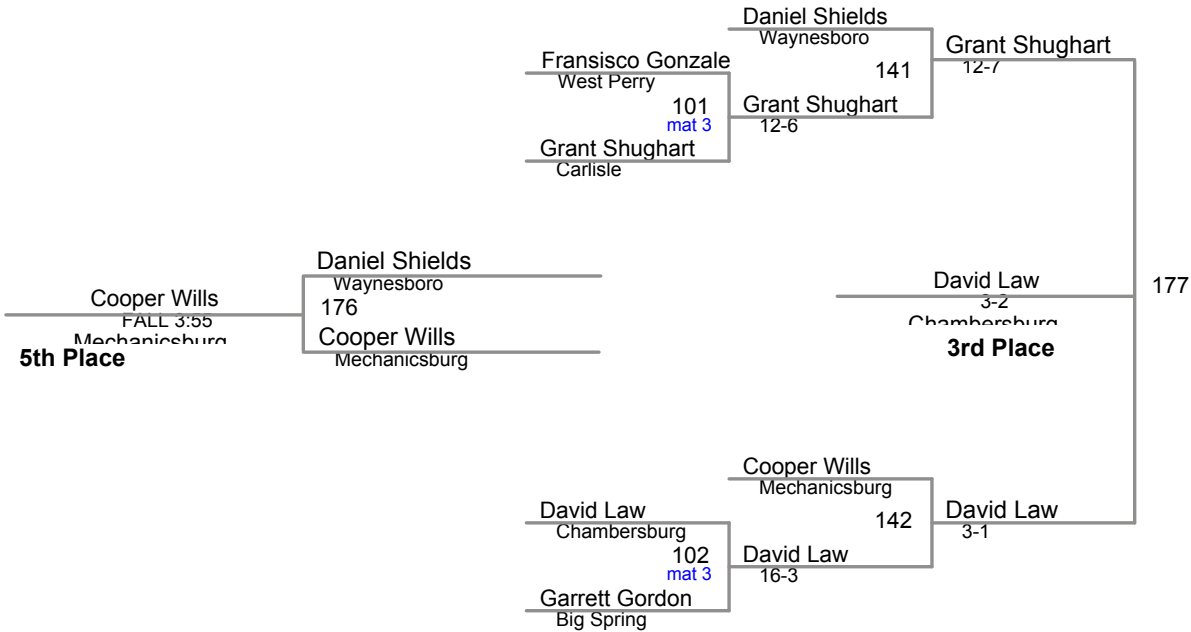 Daniel Shields
Waynesboro
Grant Shughart
12-7
Fransisco Gonzale
West Perry
141
101
mat 3
Grant Shughart
12-6
Grant Shughart
Carlisle
Daniel Shields
Waynesboro
Cooper Wills
FALL 3:55
Mechanicsburg
5th Place
176
Cooper Wills
Mechanicsburg
David Law
3-2
Chambersburg
3rd Place
177
Cooper Wills
Mechanicsburg
David Law
Chambersburg
142
David Law
3-1
102
mat 3
David Law
16-3
Garrett Gordon
Big Spring